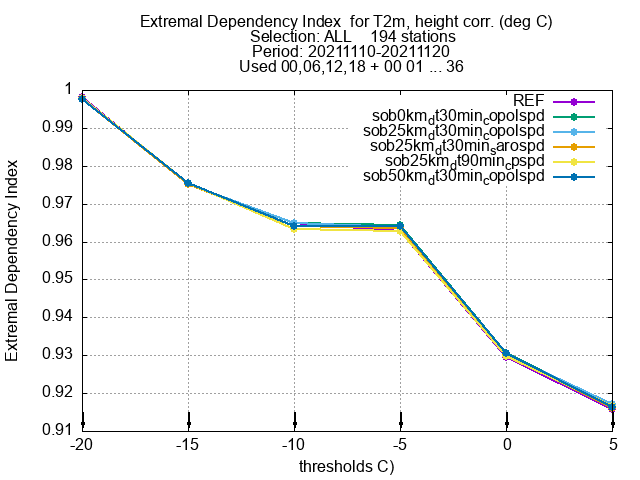 Extremal Dependency Index  for T2m, height corr. (deg C)
Selection: ALL    194 stations
Period: 20211110-20211120
Used 00,06,12,18 + 00 01 ... 36
REF
sob0km_dt30min_copolspd
sob25km_dt30min_copolspd
sob25km_dt30min_sarospd
sob25km_dt90min_cpspd
sob50km_dt30min_copolspd
Extremal Dependency Index
1
0.99
0.98
0.97
0.96
0.95
0.94
0.93
0.92
0.91
-20 -15 -10 -5 0 5
thresholds C)